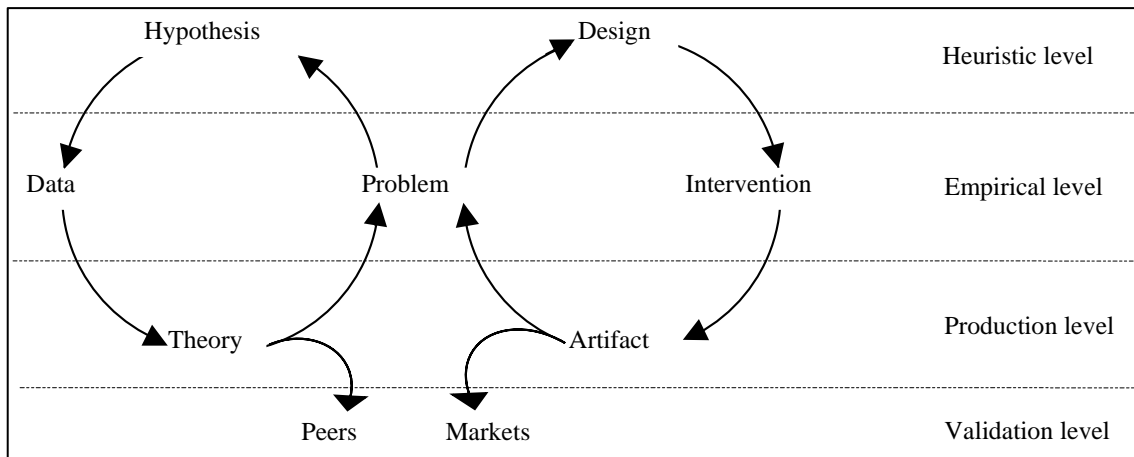 Hypothesis
Design
Heuristic level
Data
Problem
Intervention
Empirical level
Theory
Artifact
Production level
Peers
Markets
Validation level